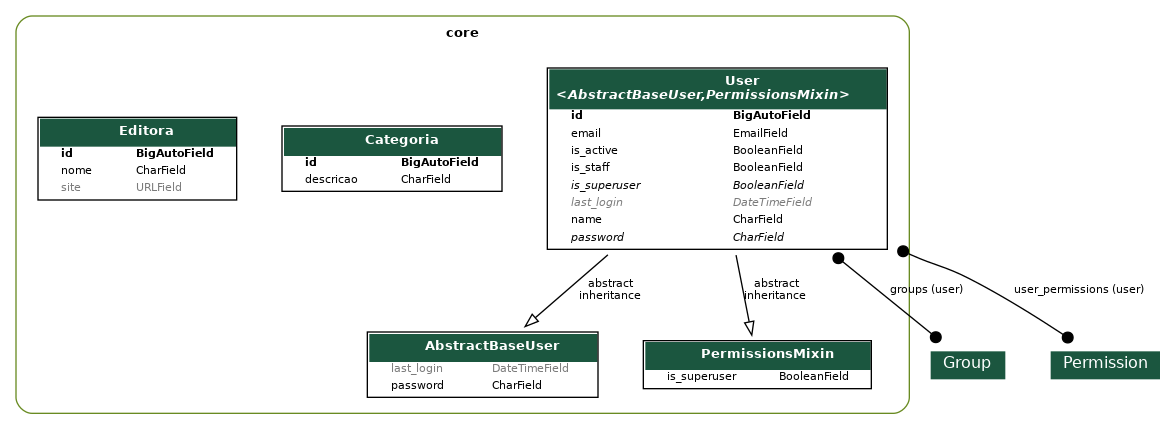 core
Editora
id BigAutoField
nome CharField
site URLField
Categoria
id BigAutoField
descricao CharField
User
<AbstractBaseUser,PermissionsMixin>
id BigAutoField
email EmailField
is_active BooleanField
is_staff BooleanField
is_superuser BooleanField
last_login DateTimeField
name CharField
password CharField
abstract
inheritance
abstract
inheritance
groups (user)
user_permissions (user)
AbstractBaseUser
last_login DateTimeField
password CharField
PermissionsMixin
is_superuser BooleanField
Group
Permission